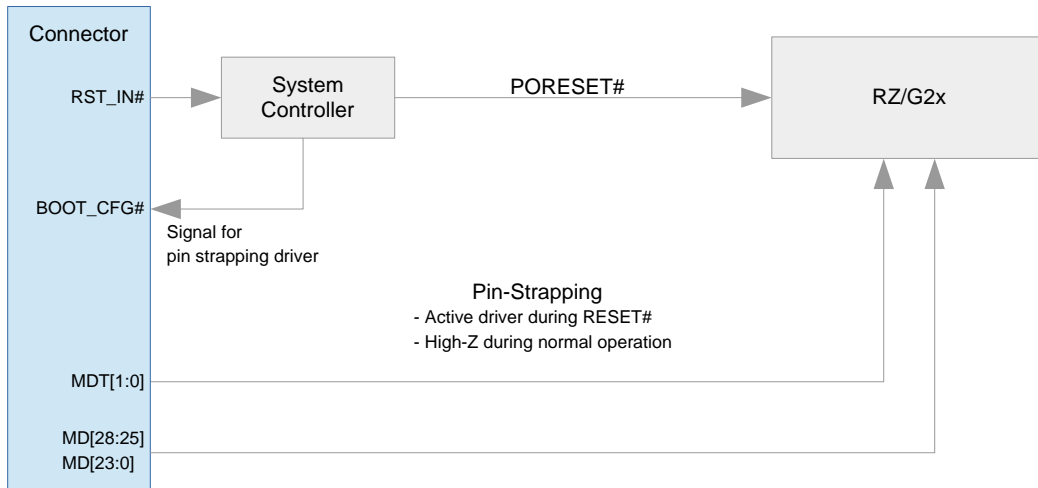 Connector
RST_IN#
System
Controller
PORESET#
RZ/G2x
BOOT_CFG#
Signal for
pin strapping driver
Pin-Strapping
- Active driver during RESET#
- High-Z during normal operation
MDT[1:0]
MD[28:25]
MD[23:0]